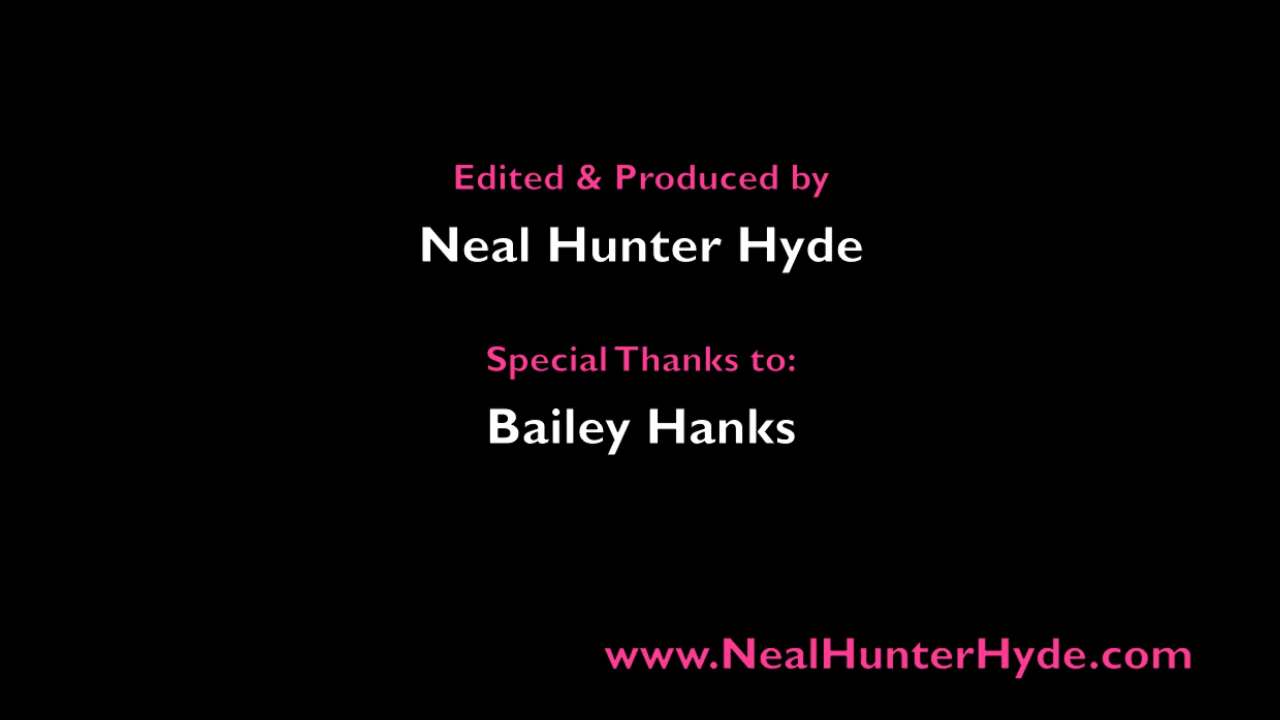 Edited & Produced by
Neal Hunter Hyde
Special Thanks to:
Bailey Hanks
www.NealHunterHyde.com